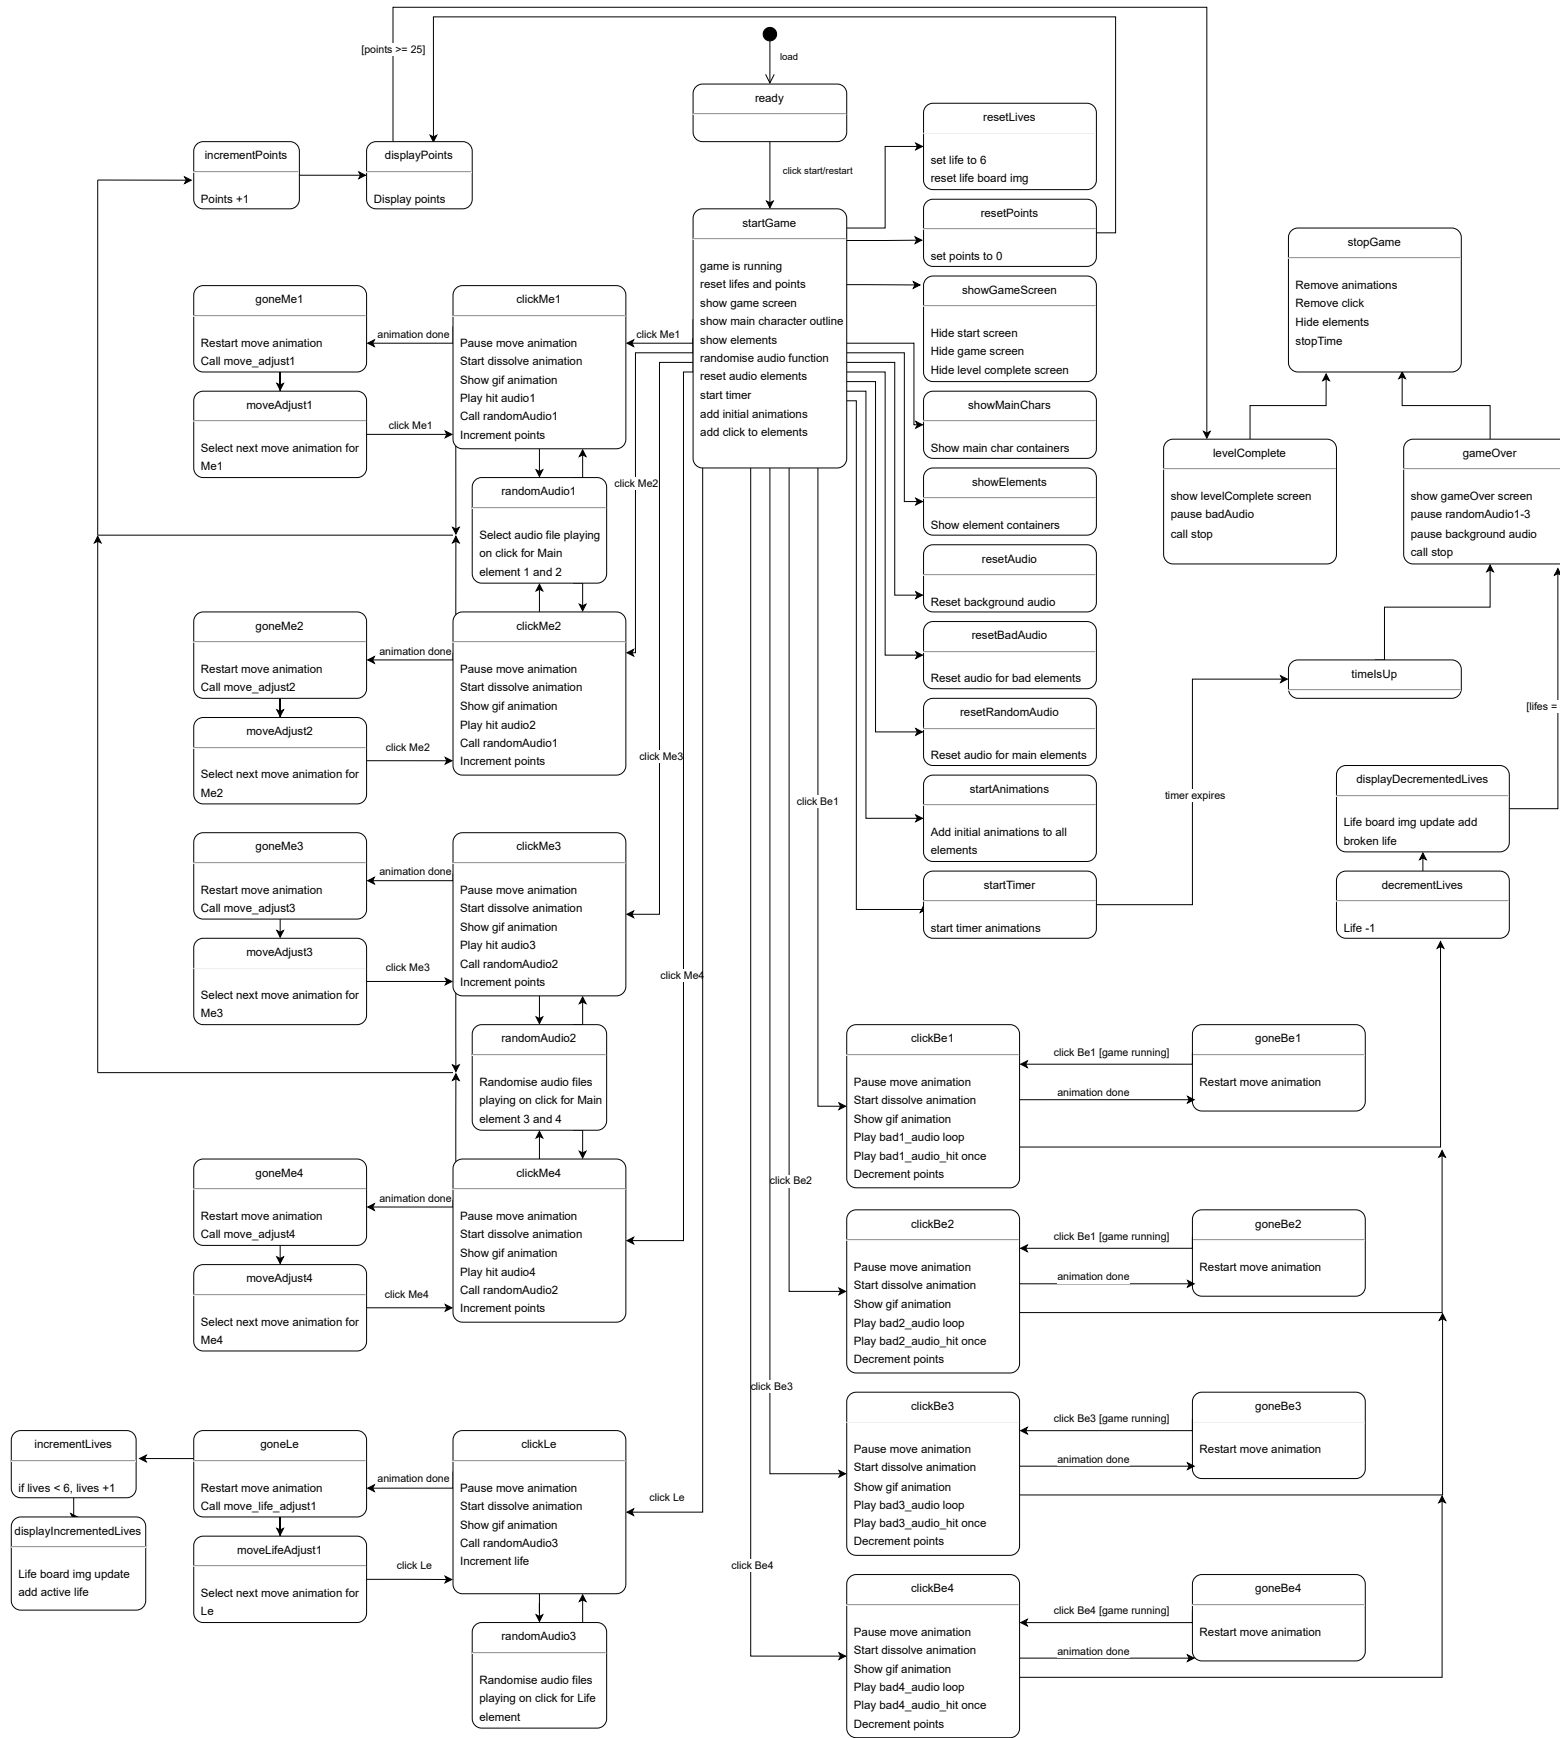 [points >= 25]
load
ready
click start/restart
incrementPoints
Points +1
displayPoints
Display points
resetLives
set life to 6
reset life board img
startGame
game is running
reset lifes and points
show game screen
show main character outline
show elements
randomise audio function
reset audio elements
start timer
add initial animations
add click to elements
resetPoints
set points to 0
showGameScreen
Hide start screen
Hide game screen
Hide level complete screen
showMainChars
Show main char containers
showElements
Show element containers
resetAudio
Reset background audio
resetBadAudio
Reset audio for bad elements
resetRandomAudio
Reset audio for main elements
startAnimations
Add initial animations to all
elements
startTimer
start timer animations
stopGame
Remove animations
Remove click
Hide elements
stopTime
levelComplete
show levelComplete screen
pause badAudio
call stop
gameOver
show gameOver screen
pause randomAudio1-3
pause background audio
call stop
timeIsUp
timer expires
[lifes =
displayDecrementedLives
Life board img update add
broken life
decrementLives
Life -1
goneMe1
Restart move animation
Call move_adjust1
animation done
clickMe1
Pause move animation
Start dissolve animation
Show gif animation
Play hit audio1
Call randomAudio1
Increment points
click Me1
moveAdjust1
Select next move animation for
Me1
click Me1
randomAudio1
Select audio file playing
on click for Main
element 1 and 2
click Me2
goneMe2
Restart move animation
Call move_adjust2
animation done
clickMe2
Pause move animation
Start dissolve animation
Show gif animation
Play hit audio2
Call randomAudio1
Increment points
moveAdjust2
Select next move animation for
Me2
click Me2
click Me3
goneMe3
Restart move animation
Call move_adjust3
animation done
clickMe3
Pause move animation
Start dissolve animation
Show gif animation
Play hit audio3
Call randomAudio2
Increment points
moveAdjust3
Select next move animation for
Me3
click Me3
click Me4
randomAudio2
Randomise audio files
playing on click for Main
element 3 and 4
goneMe4
Restart move animation
Call move_adjust4
animation done
clickMe4
Pause move animation
Start dissolve animation
Show gif animation
Play hit audio4
Call randomAudio2
Increment points
moveAdjust4
Select next move animation for
Me4
click Me4
incrementLives
if lives < 6, lives +1
displayIncrementedLives
Life board img update
add active life
goneLe
Restart move animation
Call move_life_adjust1
animation done
clickLe
Pause move animation
Start dissolve animation
Show gif animation
Call randomAudio3
Increment life
click Le
moveLifeAdjust1
Select next move animation for
Le
click Le
randomAudio3
Randomise audio files
playing on click for Life
element
click Be1
clickBe1
Pause move animation
Start dissolve animation
Show gif animation
Play bad1_audio loop
Play bad1_audio_hit once
Decrement points
click Be1 [game running]
animation done
goneBe1
Restart move animation
click Be2
clickBe2
Pause move animation
Start dissolve animation
Show gif animation
Play bad2_audio loop
Play bad2_audio_hit once
Decrement points
click Be1 [game running]
animation done
goneBe2
Restart move animation
click Be3
clickBe3
Pause move animation
Start dissolve animation
Show gif animation
Play bad3_audio loop
Play bad3_audio_hit once
Decrement points
click Be3 [game running]
animation done
goneBe3
Restart move animation
click Be4
clickBe4
Pause move animation
Start dissolve animation
Show gif animation
Play bad4_audio loop
Play bad4_audio_hit once
Decrement points
click Be4 [game running]
animation done
goneBe4
Restart move animation